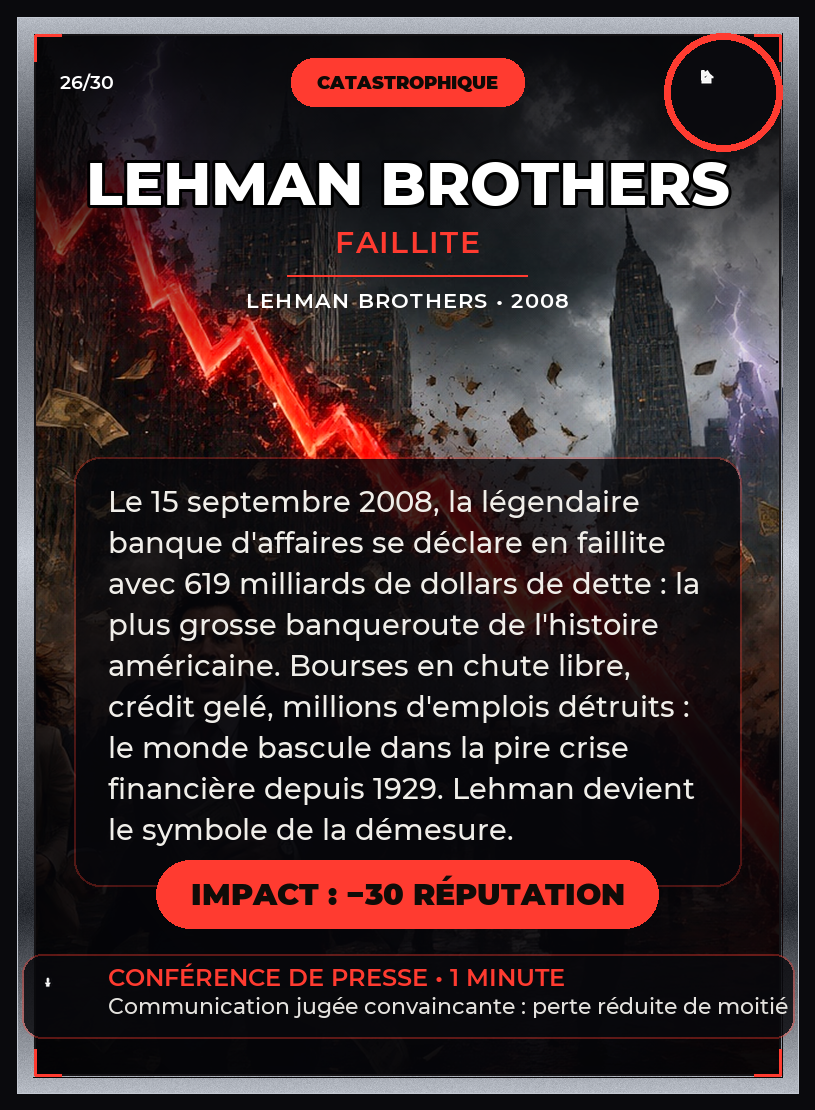 26/30
CATASTROPHIQUE
LEHMAN BROTHERS
FAILLITE
LEHMAN BROTHERS • 2008
Le 15 septembre 2008, la légendaire
banque d'affaires se déclare en faillite
avec 619 milliards de dollars de dette : la
plus grosse banqueroute de l'histoire
américaine. Bourses en chute libre,
crédit gelé, millions d'emplois détruits :
le monde bascule dans la pire crise
financière depuis 1929. Lehman devient
le symbole de la démesure.
IMPACT : −30 RÉPUTATION
CONFÉRENCE DE PRESSE • 1 MINUTE
Communication jugée convaincante : perte réduite de moitié